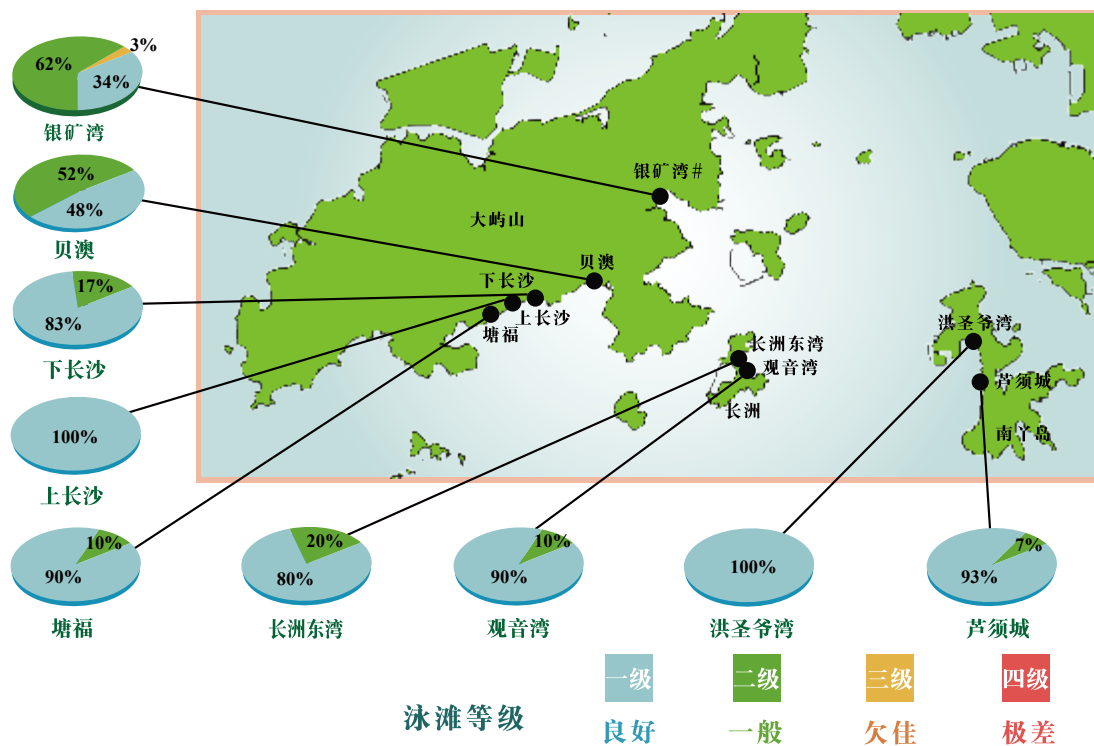 3%
62%
34%
银矿湾
52%
48%
贝澳
17%
83%
下长沙
100%
上长沙
10%
90%
塘福
20%
80%
长洲东湾
10%
90%
观音湾
100%
洪圣爷湾
7%
93%
芦须城
银矿湾#
大屿山
贝澳
下长沙
上长沙
塘福
长洲东湾
观音湾
长洲
洪圣爷湾
芦须城
南丫岛
泳滩等级
一级
二级
三级
四级
良好
一般
欠佳
极差